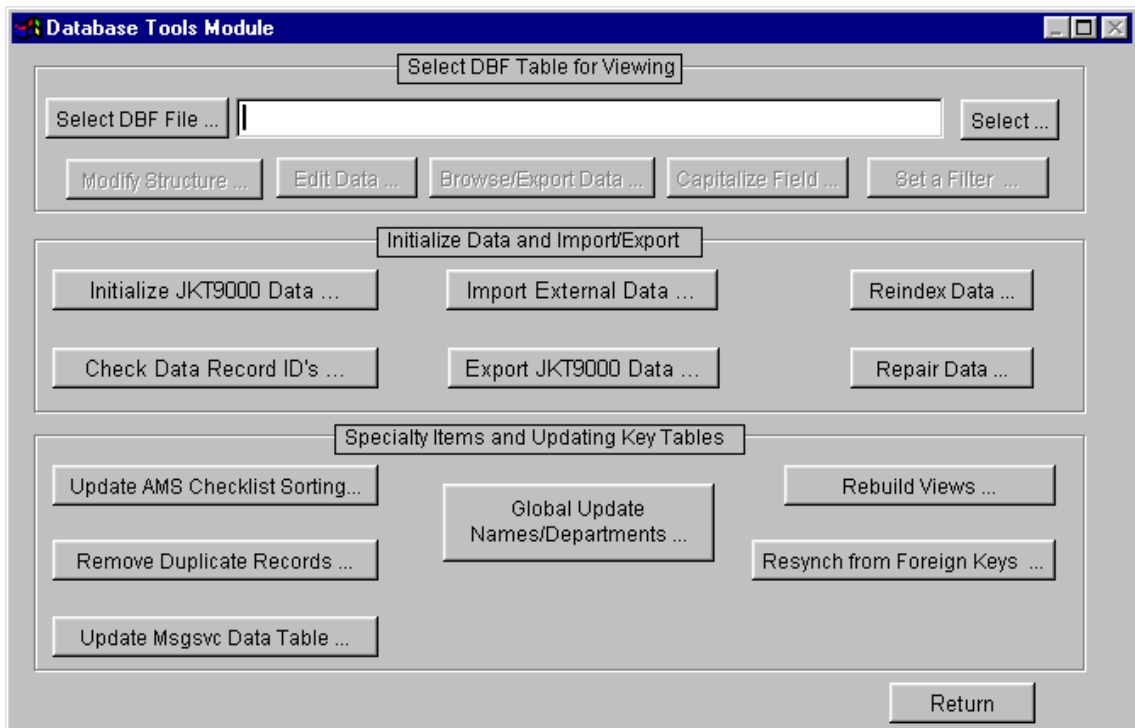 Database Tools Module
Select DBF Table for Viewing
Select DBF File ...
Select ...
Modify Structure ...
Edit Data ...
Browse/Export Data ...
Capitalize Field ...
Set a Filter ...
Initialize Data and Import/Export
Initialize JKT9000 Data ...
Import External Data ...
Reindex Data ...
Check Data Record ID's ...
Export JKT9000 Data ...
Repair Data ...
Specialty Items and Updating Key Tables
Update AMS Checklist Sorting...
Global Update
Names/Departments ...
Rebuild Views ...
Remove Duplicate Records ...
Resynch from Foreign Keys ...
Update Msgsvc Data Table ...
Return